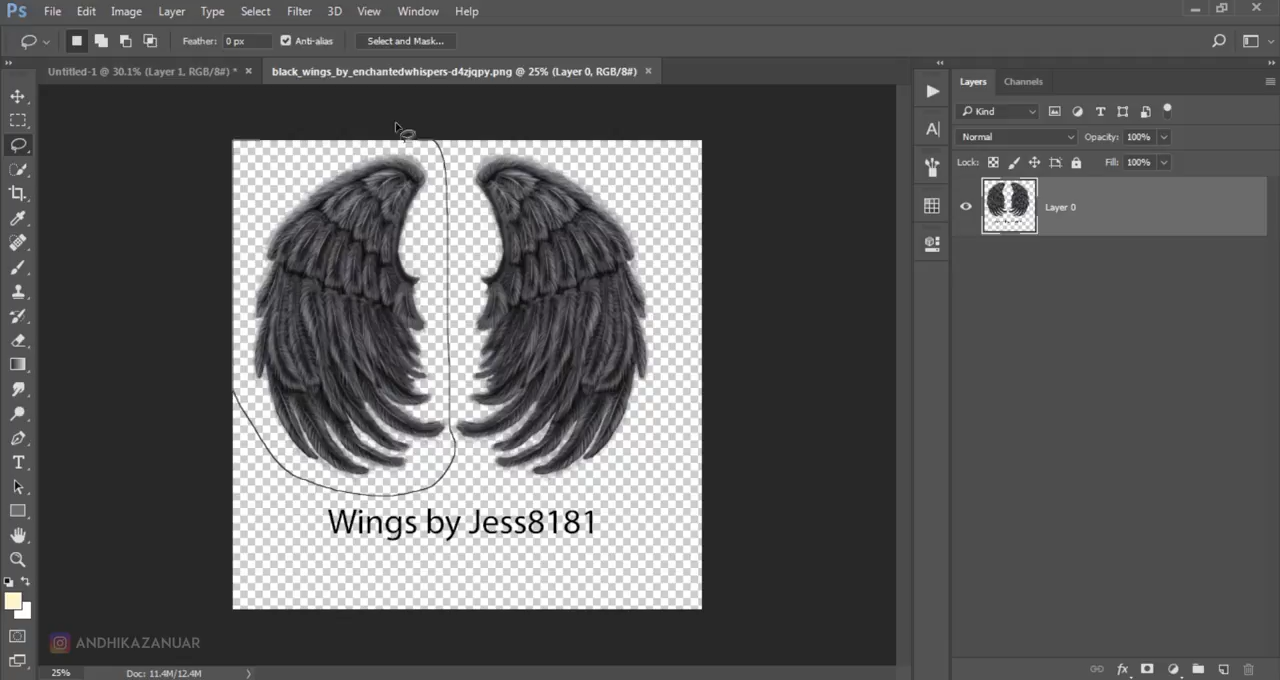 Ps File Edit Image Layer Type Select Filter 3D View Window Help
Feather: 0 px Anti-alias Select and Mask...
Untitled-1 @ 30.1% (Layer 1, RGB/8#) * × black_wings_by_enchantedwhispers-d4zjqpy.png @ 25% (Layer 0, RGB/8#) ×
Layers Channels
Kind
Normal Opacity: 100%
Lock: Fill: 100%
Layer 0
Wings by Jess8181
ANDHIKAZANUAR
25% Doc: 11.4M/12.4M